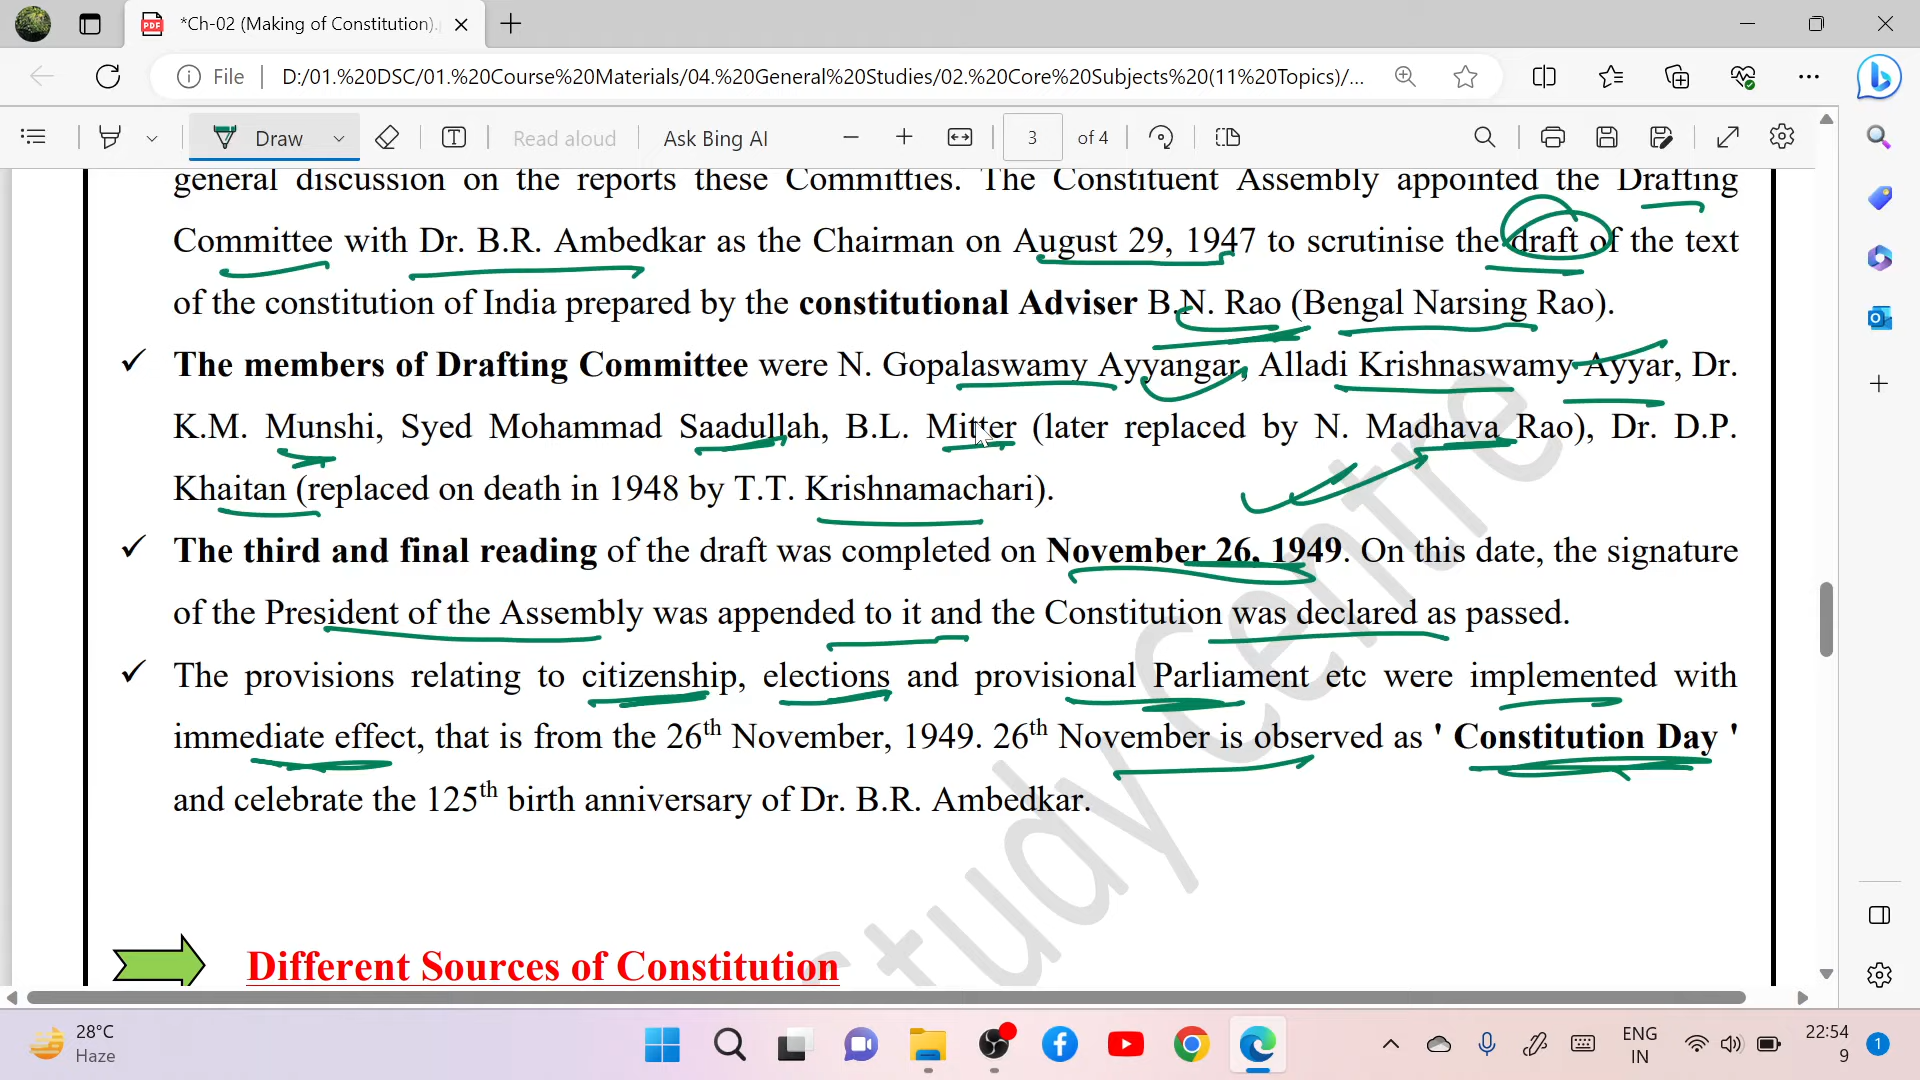 *Ch-02 (Making of Constitution).
File D:/01.%20DSC/01.%20Course%20Materials/04.%20General%20Studies/02.%20Core%20Subjects%20(11%20Topics)/...
Draw Read aloud Ask Bing AI 3 of 4
general discussion on the reports these Committies. The Constituent Assembly appointed the Drafting
Committee with Dr. B.R. Ambedkar as the Chairman on August 29, 1947 to scrutinise the draft of the text
of the constitution of India prepared by the constitutional Adviser B.N. Rao (Bengal Narsing Rao).
✓ The members of Drafting Committee were N. Gopalaswamy Ayyangar, Alladi Krishnaswamy Ayyar, Dr.
K.M. Munshi, Syed Mohammad Saadullah, B.L. Mitter (later replaced by N. Madhava Rao), Dr. D.P.
Khaitan (replaced on death in 1948 by T.T. Krishnamachari).
✓ The third and final reading of the draft was completed on November 26, 1949. On this date, the signature
of the President of the Assembly was appended to it and the Constitution was declared as passed.
✓ The provisions relating to citizenship, elections and provisional Parliament etc were implemented with
immediate effect, that is from the 26th November, 1949. 26th November is observed as ' Constitution Day '
and celebrate the 125th birth anniversary of Dr. B.R. Ambedkar.
Study Centre
Different Sources of Constitution
28°C
Haze
ENG
IN
22:54
9
1